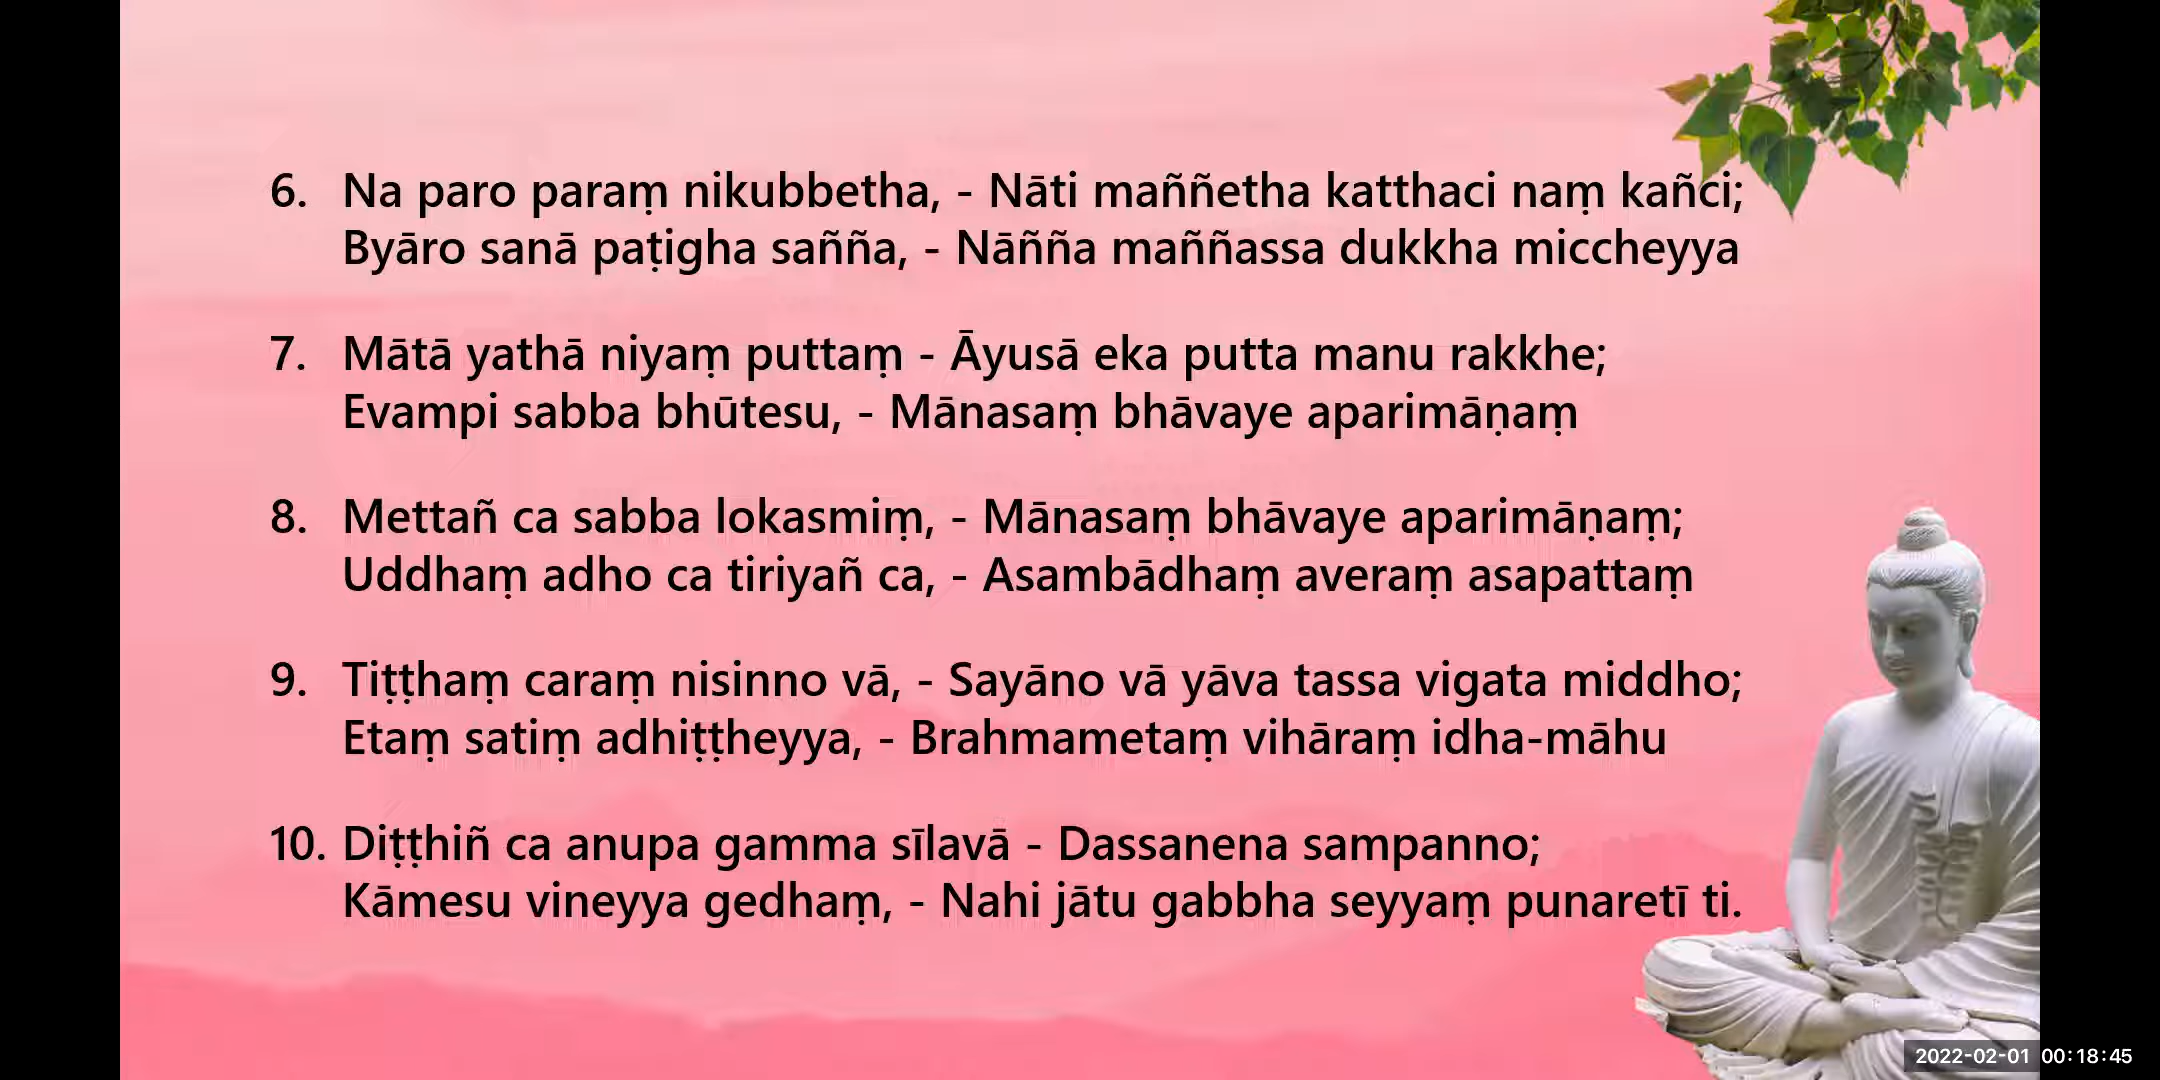 6. Na paro paraṃ nikubbetha, - Nāti maññetha katthaci naṃ kañci;
Byāro sanā paṭigha sañña, - Nāñña maññassa dukkha miccheyya
7. Mātā yathā niyaṃ puttaṃ - Āyusā eka putta manu rakkhe;
Evampi sabba bhūtesu, - Mānasaṃ bhāvaye aparimāṇaṃ
8. Mettañ ca sabba lokasmiṃ, - Mānasaṃ bhāvaye aparimāṇaṃ;
Uddhaṃ adho ca tiriyañ ca, - Asambādhaṃ averaṃ asapattaṃ
9. Tiṭṭhaṃ caraṃ nisinno vā, - Sayāno vā yāva tassa vigata middho;
Etaṃ satiṃ adhiṭṭheyya, - Brahmametaṃ vihāraṃ idha-māhu
10. Diṭṭhiñ ca anupa gamma sīlavā - Dassanena sampanno;
Kāmesu vineyya gedhaṃ, - Nahi jātu gabbha seyyaṃ punaretī ti.
2022-02-01 00:18:45